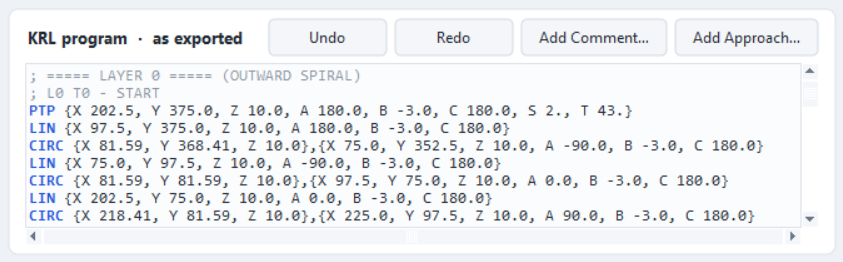 KRL program · as exported Undo Redo Add Comment... Add Approach...
; ===== LAYER 0 ===== (OUTWARD SPIRAL)
; L0 T0 - START
PTP {X 202.5, Y 375.0, Z 10.0, A 180.0, B -3.0, C 180.0, S 2., T 43.}
LIN {X 97.5, Y 375.0, Z 10.0, A 180.0, B -3.0, C 180.0}
CIRC {X 81.59, Y 368.41, Z 10.0},{X 75.0, Y 352.5, Z 10.0, A -90.0, B -3.0, C 180.0}
LIN {X 75.0, Y 97.5, Z 10.0, A -90.0, B -3.0, C 180.0}
CIRC {X 81.59, Y 81.59, Z 10.0},{X 97.5, Y 75.0, Z 10.0, A 0.0, B -3.0, C 180.0}
LIN {X 202.5, Y 75.0, Z 10.0, A 0.0, B -3.0, C 180.0}
CIRC {X 218.41, Y 81.59, Z 10.0},{X 225.0, Y 97.5, Z 10.0, A 90.0, B -3.0, C 180.0}